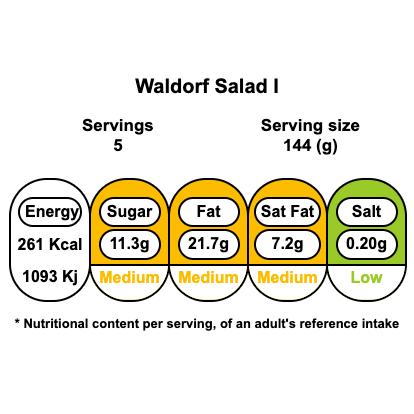 Waldorf Salad I
Servings
5
Serving size
144 (g)
Energy
261 Kcal
1093 Kj
Sugar
11.3g
Medium
Fat
21.7g
Medium
Sat Fat
7.2g
Medium
Salt
0.20g
Low
* Nutritional content per serving, of an adult's reference intake